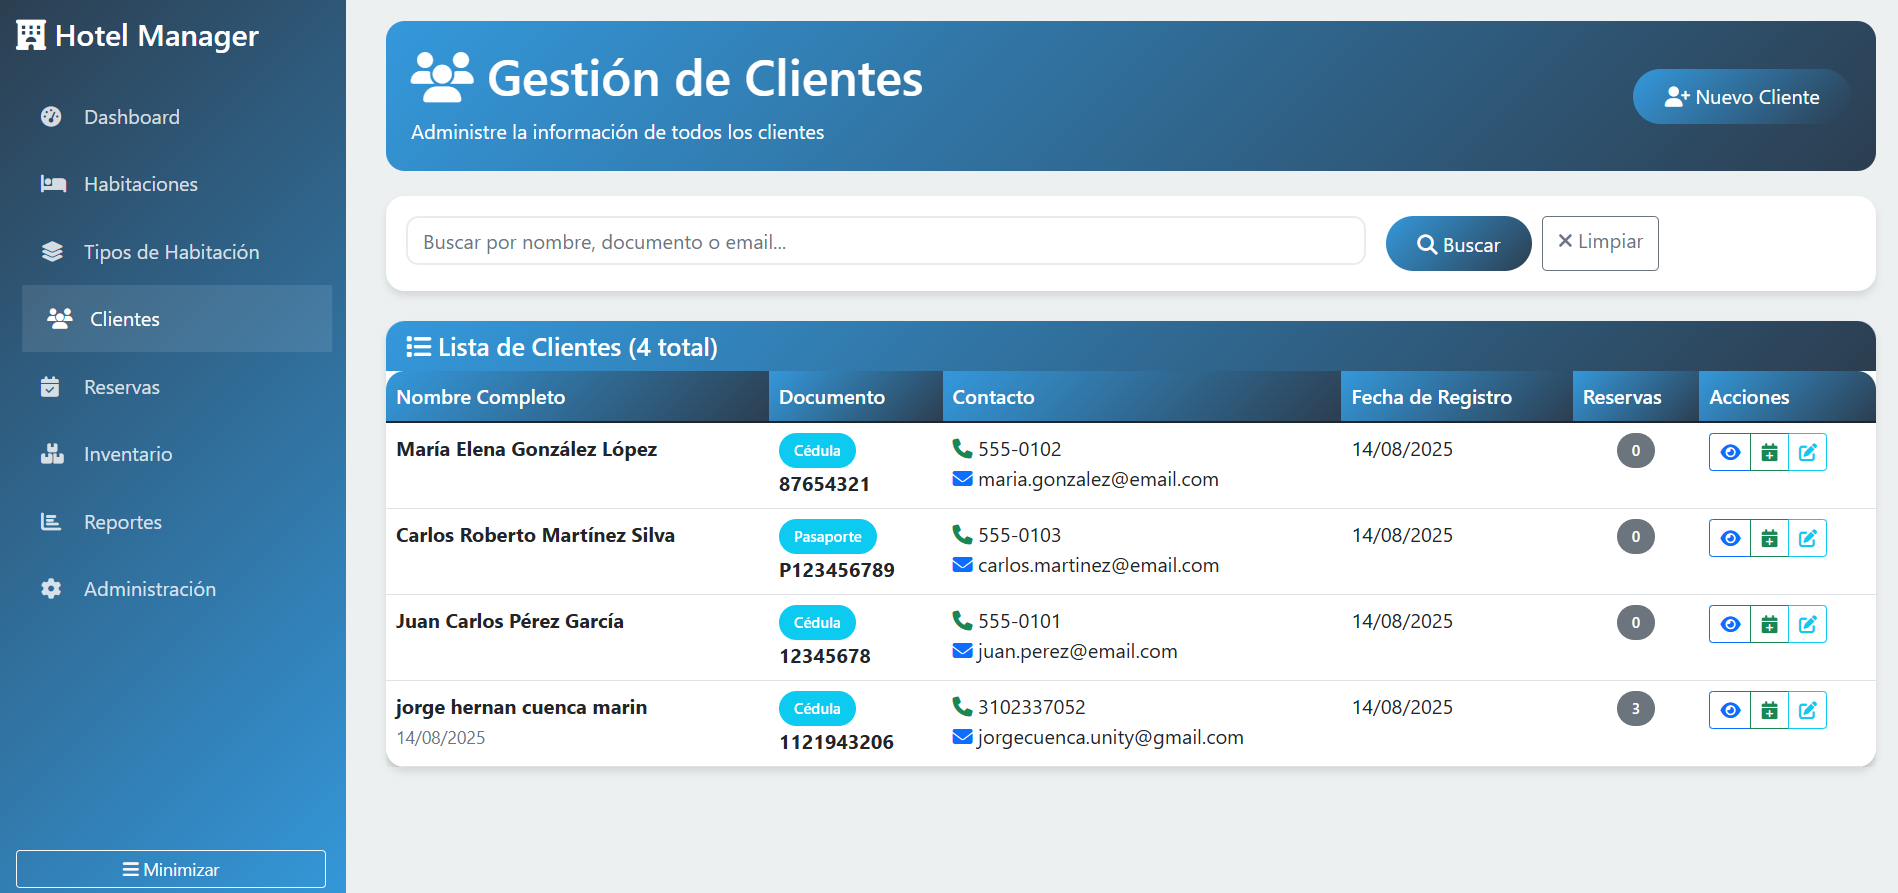 Hotel Manager
Dashboard
Habitaciones
Tipos de Habitación
Clientes
Reservas
Inventario
Reportes
Administración
Minimizar
Gestión de Clientes
Administre la información de todos los clientes
Nuevo Cliente
Buscar por nombre, documento o email...
Buscar
Limpiar
Lista de Clientes (4 total)
Nombre Completo Documento Contacto Fecha de Registro Reservas Acciones
María Elena González López Cédula 555-0102 14/08/2025 0
87654321 maria.gonzalez@email.com
Carlos Roberto Martínez Silva Pasaporte 555-0103 14/08/2025 0
P123456789 carlos.martinez@email.com
Juan Carlos Pérez García Cédula 555-0101 14/08/2025 0
12345678 juan.perez@email.com
jorge hernan cuenca marin Cédula 3102337052 14/08/2025 3
14/08/2025 1121943206 jorgecuenca.unity@gmail.com